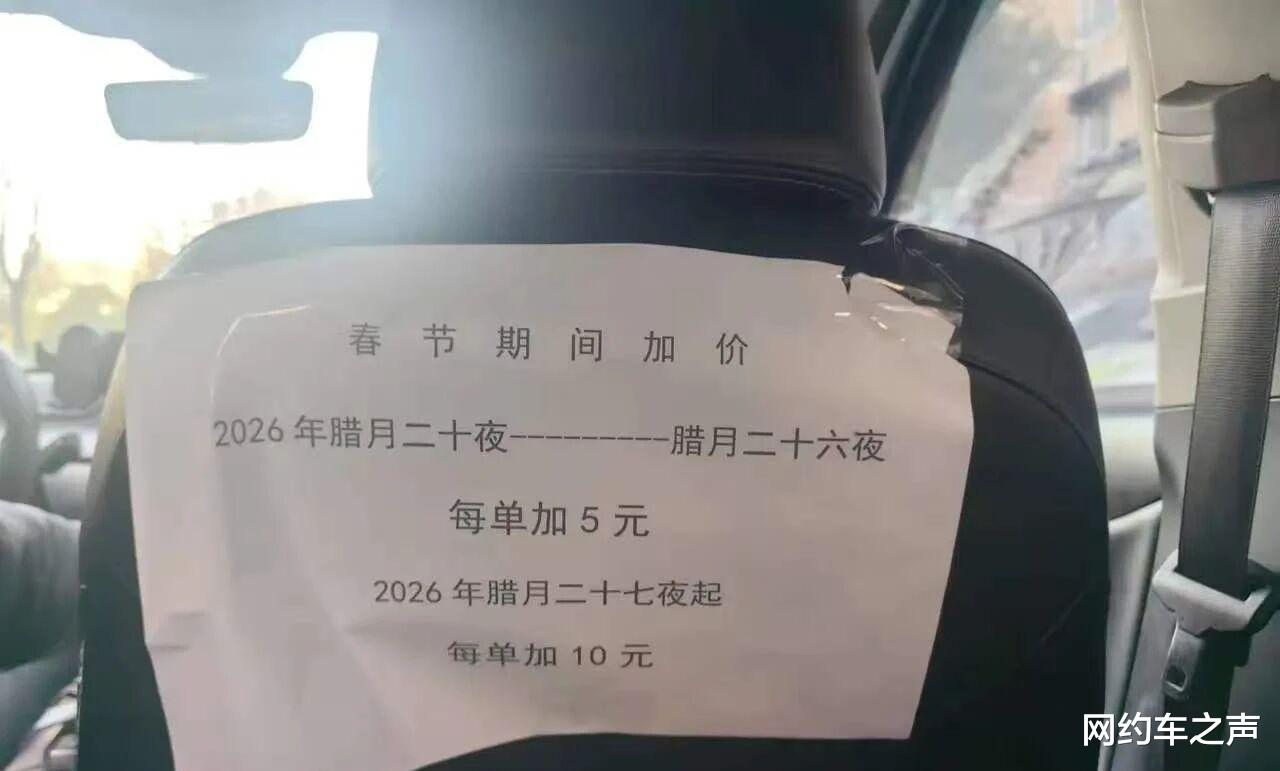 春节期间加价
2026年腊月二十夜---------腊月二十六夜
每单加5元
2026年腊月二十七夜起
每单加10元
网约车之声